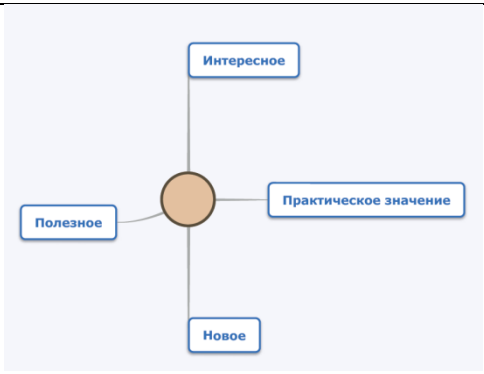 Интересное
Практическое значение
Полезное
Новое